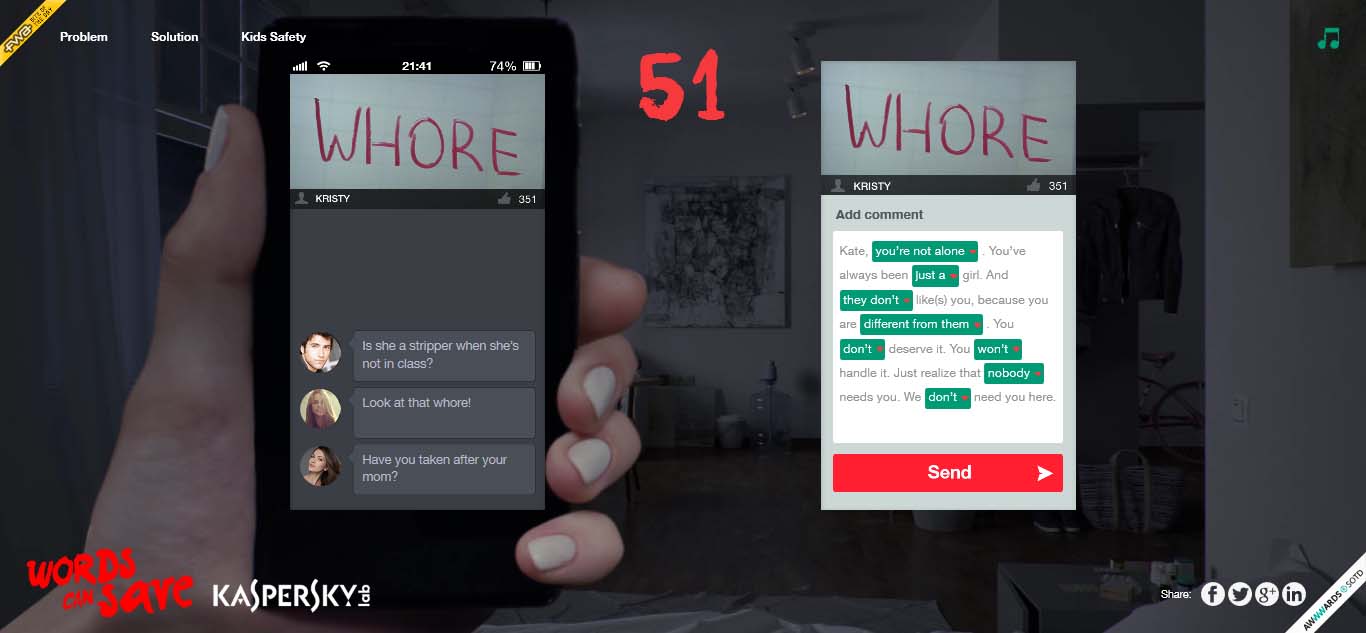 FWA SITE OF THE DAY
Problem Solution Kids Safety
21:41 74%
WHORE
KRISTY 351
Is she a stripper when she's
not in class?
Look at that whore!
Have you taken after your
mom?
51
WHORE
KRISTY 351
Add comment
Kate, you're not alone . You've
always been just a girl. And
they don't like(s) you, because you
are different from them . You
don't deserve it. You won't
handle it. Just realize that nobody
needs you. We don't need you here.
Send
WORDS
CAN save
KASPERSKY lab
Share:
AWWWARDS SOTD